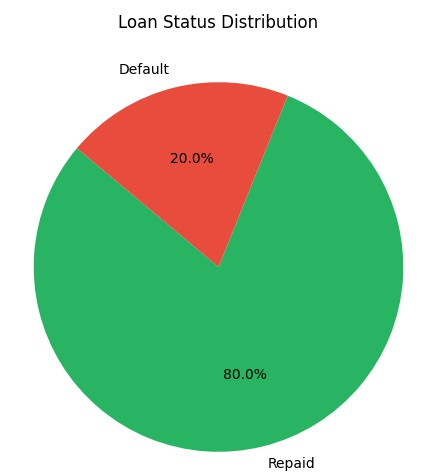 Loan Status Distribution
Default
20.0%
80.0%
Repaid